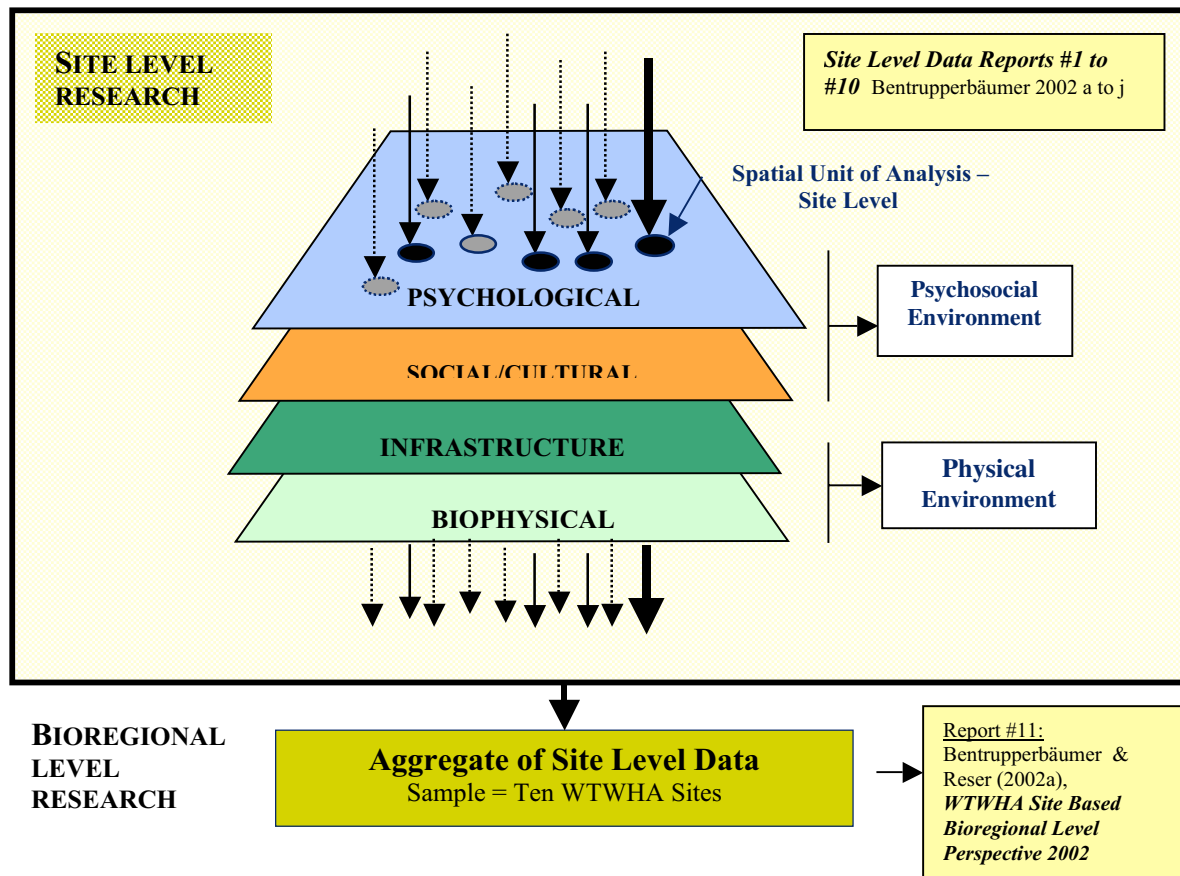 SITE LEVEL
RESEARCH
Site Level Data Reports #1 to
#10 Bentrupperbäumer 2002 a to j
Spatial Unit of Analysis –
Site Level
PSYCHOLOGICAL
Psychosocial
Environment
SOCIAL/CULTURAL
INFRASTRUCTURE
Physical
Environment
BIOPHYSICAL
BIOREGIONAL
LEVEL
RESEARCH
Aggregate of Site Level Data
Sample = Ten WTWHA Sites
Report #11:
Bentrupperbäumer &
Reser (2002a),
WTWHA Site Based
Bioregional Level
Perspective 2002